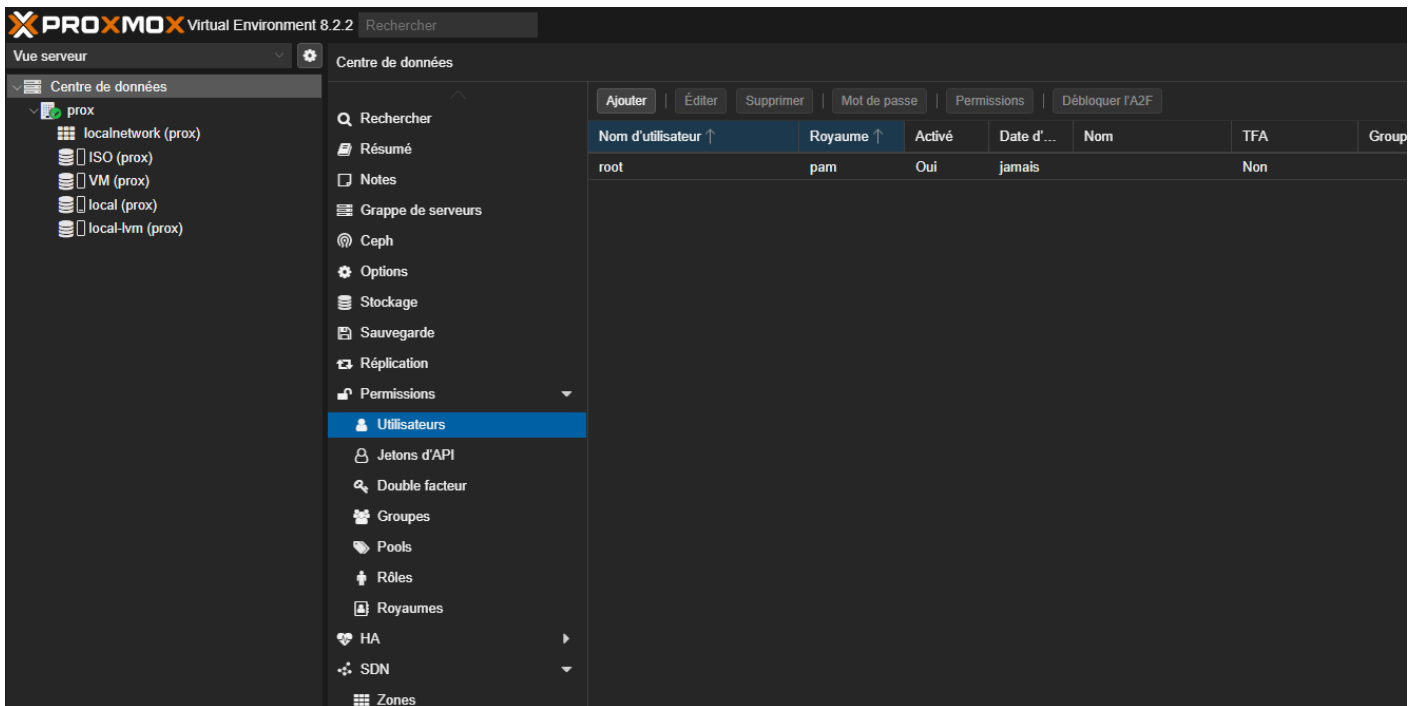 PROXMOX Virtual Environment 8.2.2 Rechercher
Vue serveur
Centre de données
prox
localnetwork (prox)
ISO (prox)
VM (prox)
local (prox)
local-lvm (prox)
Centre de données
Rechercher
Résumé
Notes
Grappe de serveurs
Ceph
Options
Stockage
Sauvegarde
Réplication
Permissions
Utilisateurs
Jetons d'API
Double facteur
Groupes
Pools
Rôles
Royaumes
HA
SDN
Zones
Ajouter Éditer Supprimer Mot de passe Permissions Débloquer l'A2F
Nom d'utilisateur Royaume Activé Date d'... Nom TFA Group
root pam Oui jamais Non